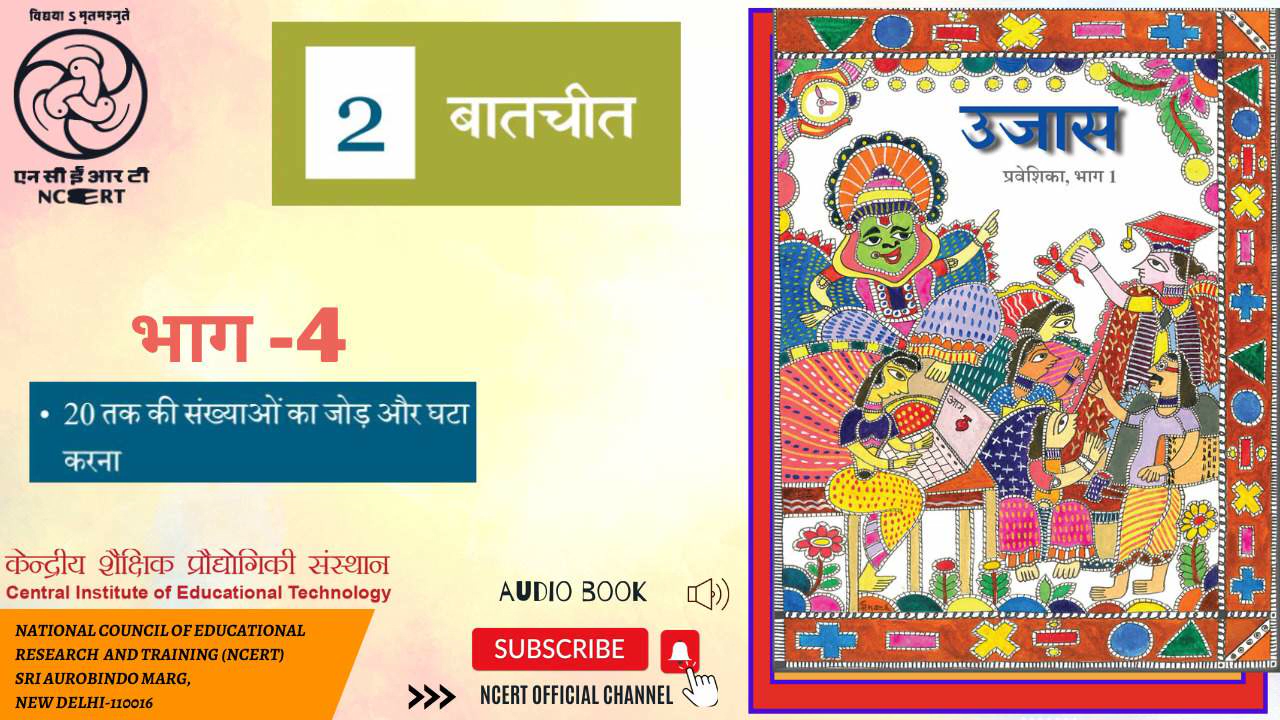 विद्यया ऽ मृतमश्नुते
एन सी ई आर टी
NCERT
2 बातचीत
भाग -4
• 20 तक की संख्याओं का जोड़ और घटा
करना
केन्द्रीय शैक्षिक प्रौद्योगिकी संस्थान
Central Institute of Educational Technology
NATIONAL COUNCIL OF EDUCATIONAL
RESEARCH AND TRAINING (NCERT)
SRI AUROBINDO MARG,
NEW DELHI-110016
AUDIO BOOK
SUBSCRIBE
>>> NCERT OFFICIAL CHANNEL
उजास
प्रवेशिका, भाग 1
आम